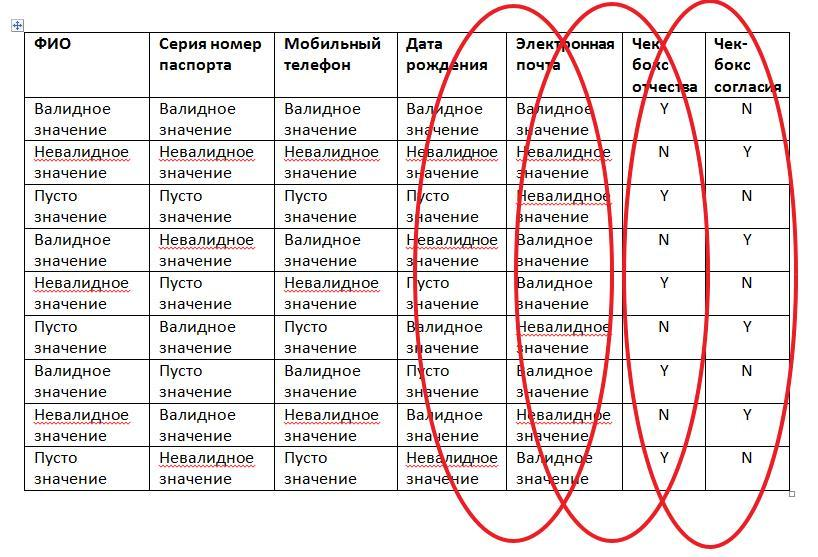 ФИО Серия номер паспорта Мобильный телефон Дата рождения Электронная почта Чек-бокс отчества Чек-бокс согласия
Валидное значение Валидное значение Валидное значение Валидное значение Валидное значение Y N
Невалидное значение Невалидное значение Невалидное значение Невалидное значение Невалидное значение N Y
Пусто значение Пусто значение Пусто значение Пусто значение Невалидное значение Y N
Валидное значение Невалидное значение Валидное значение Невалидное значение Валидное значение N Y
Невалидное значение Пусто значение Невалидное значение Пусто значение Валидное значение Y N
Пусто значение Валидное значение Пусто значение Валидное значение Невалидное значение N Y
Валидное значение Пусто значение Валидное значение Пусто значение Валидное значение Y N
Невалидное значение Валидное значение Невалидное значение Валидное значение Невалидное значение N Y
Пусто значение Невалидное значение Пусто значение Невалидное значение Валидное значение Y N